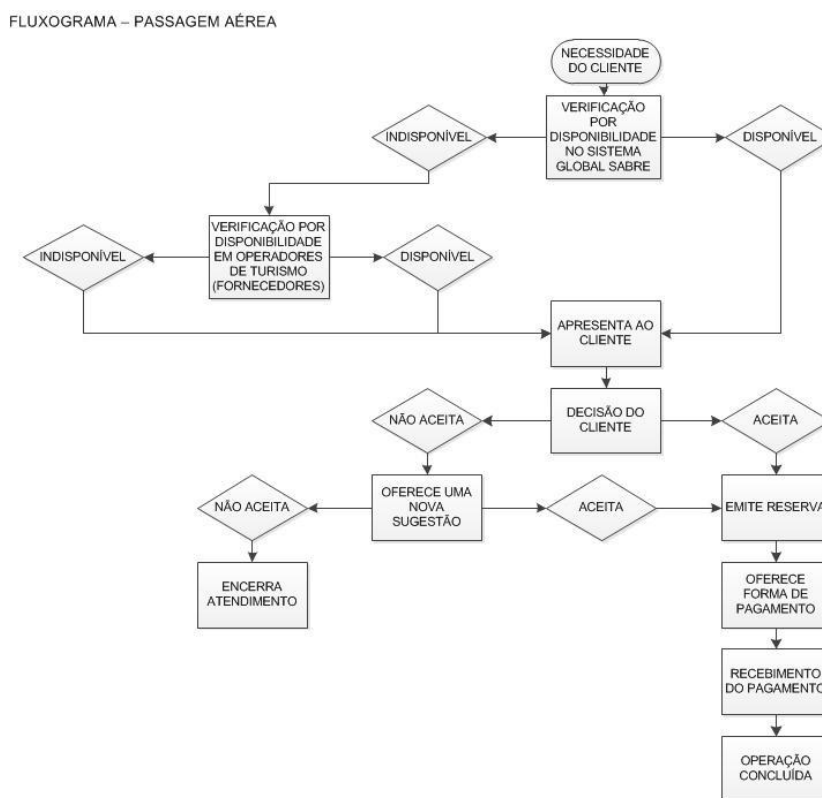 FLUXOGRAMA – PASSAGEM AÉREA
NECESSIDADE
DO CLIENTE
INDISPONÍVEL
VERIFICAÇÃO
POR
DISPONIBILIDADE
NO SISTEMA
GLOBAL SABRE
DISPONÍVEL
INDISPONÍVEL
VERIFICAÇÃO POR
DISPONIBILIDADE
EM OPERADORES
DE TURISMO
(FORNECEDORES)
DISPONÍVEL
APRESENTA AO
CLIENTE
NÃO ACEITA
DECISÃO DO
CLIENTE
ACEITA
NÃO ACEITA
OFERECE UMA
NOVA
SUGESTÃO
ACEITA
EMITE RESERVA
ENCERRA
ATENDIMENTO
OFERECE
FORMA DE
PAGAMENTO
RECEBIMENTO
DO PAGAMENTO
OPERAÇÃO
CONCLUÍDA